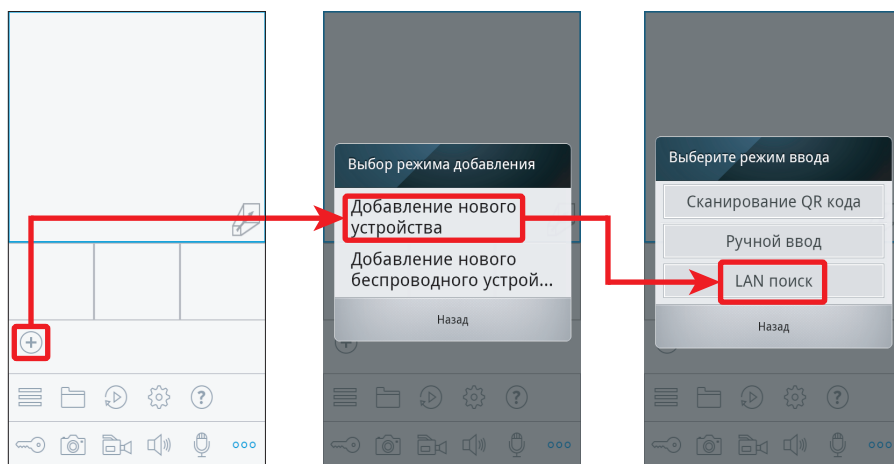 Выбор режима добавления
Добавление нового
устройства
Добавление нового
беспроводного устрой...
Назад
Выберите режим ввода
Сканирование QR кода
Ручной ввод
LAN поиск
Назад